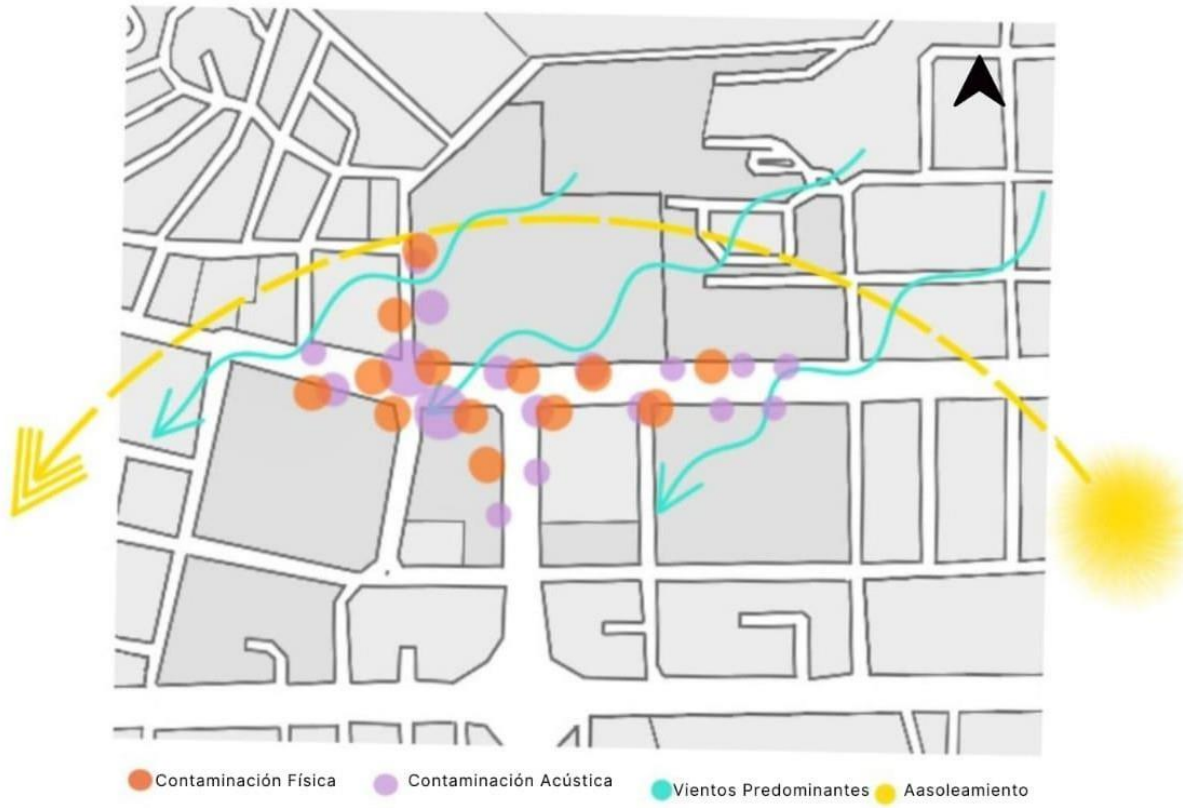 Contaminación Física
Contaminación Acústica
Vientos Predominantes
Aasoleamiento